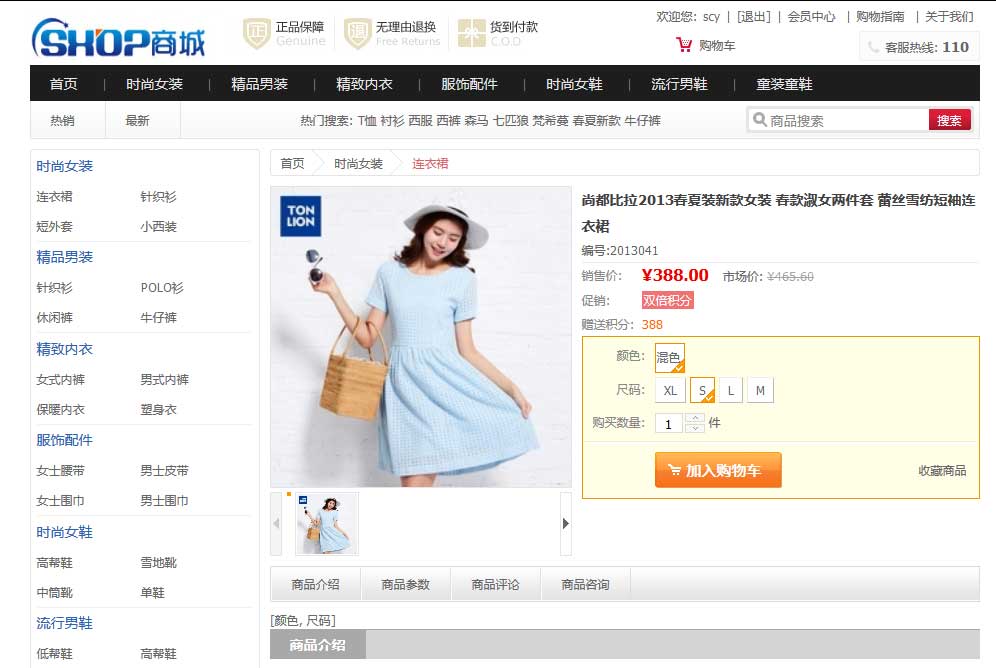 SHOP商城
正品保障
Genuine
无理由退换
Free Returns
货到付款
C.O.D
欢迎您: scy | [退出] | 会员中心 | 购物指南 | 关于我们
购物车
客服热线: 110
首页 | 时尚女装 | 精品男装 | 精致内衣 | 服饰配件 | 时尚女鞋 | 流行男鞋 | 童装童鞋
热销 最新
热门搜索: T恤 衬衫 西服 西裤 森马 七匹狼 梵希蔓 春夏新款 牛仔裤
商品搜索 搜索
时尚女装
连衣裙 针织衫
短外套 小西装
精品男装
针织衫 POLO衫
休闲裤 牛仔裤
精致内衣
女式内裤 男式内裤
保暖内衣 塑身衣
服饰配件
女士腰带 男士皮带
女士围巾 男士围巾
时尚女鞋
高帮鞋 雪地靴
中筒靴 单鞋
流行男鞋
低帮鞋 高帮鞋
首页 时尚女装 连衣裙
TON
LION
尚都比拉2013春夏装新款女装 春款淑女两件套 蕾丝雪纺短袖连
衣裙
编号:2013041
销售价: ¥388.00 市场价: ¥465.60
促销: 双倍积分
赠送积分: 388
颜色: 混色
尺码: XL S L M
购买数量: 1 件
加入购物车 收藏商品
商品介绍 商品参数 商品评论 商品咨询
[颜色, 尺码]
商品介绍